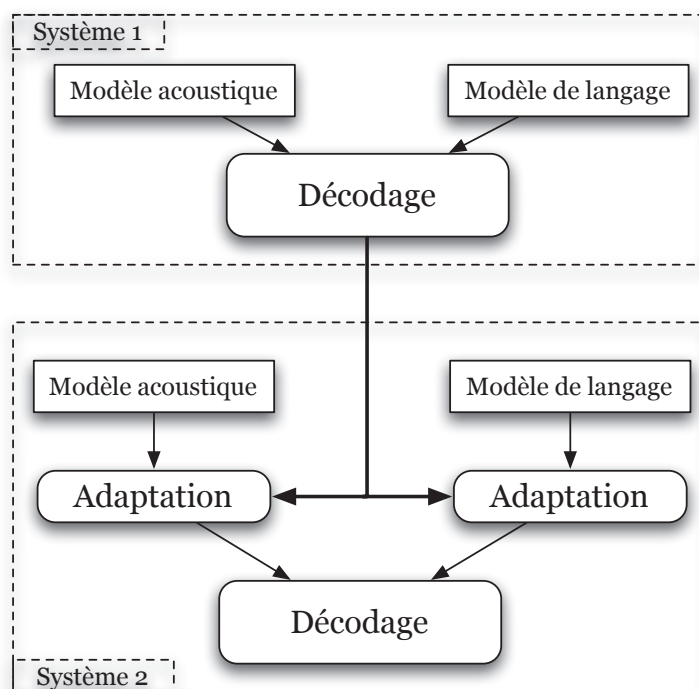 Système 1
Modèle acoustique
Modèle de langage
Décodage
Modèle acoustique
Modèle de langage
Adaptation
Adaptation
Décodage
Système 2